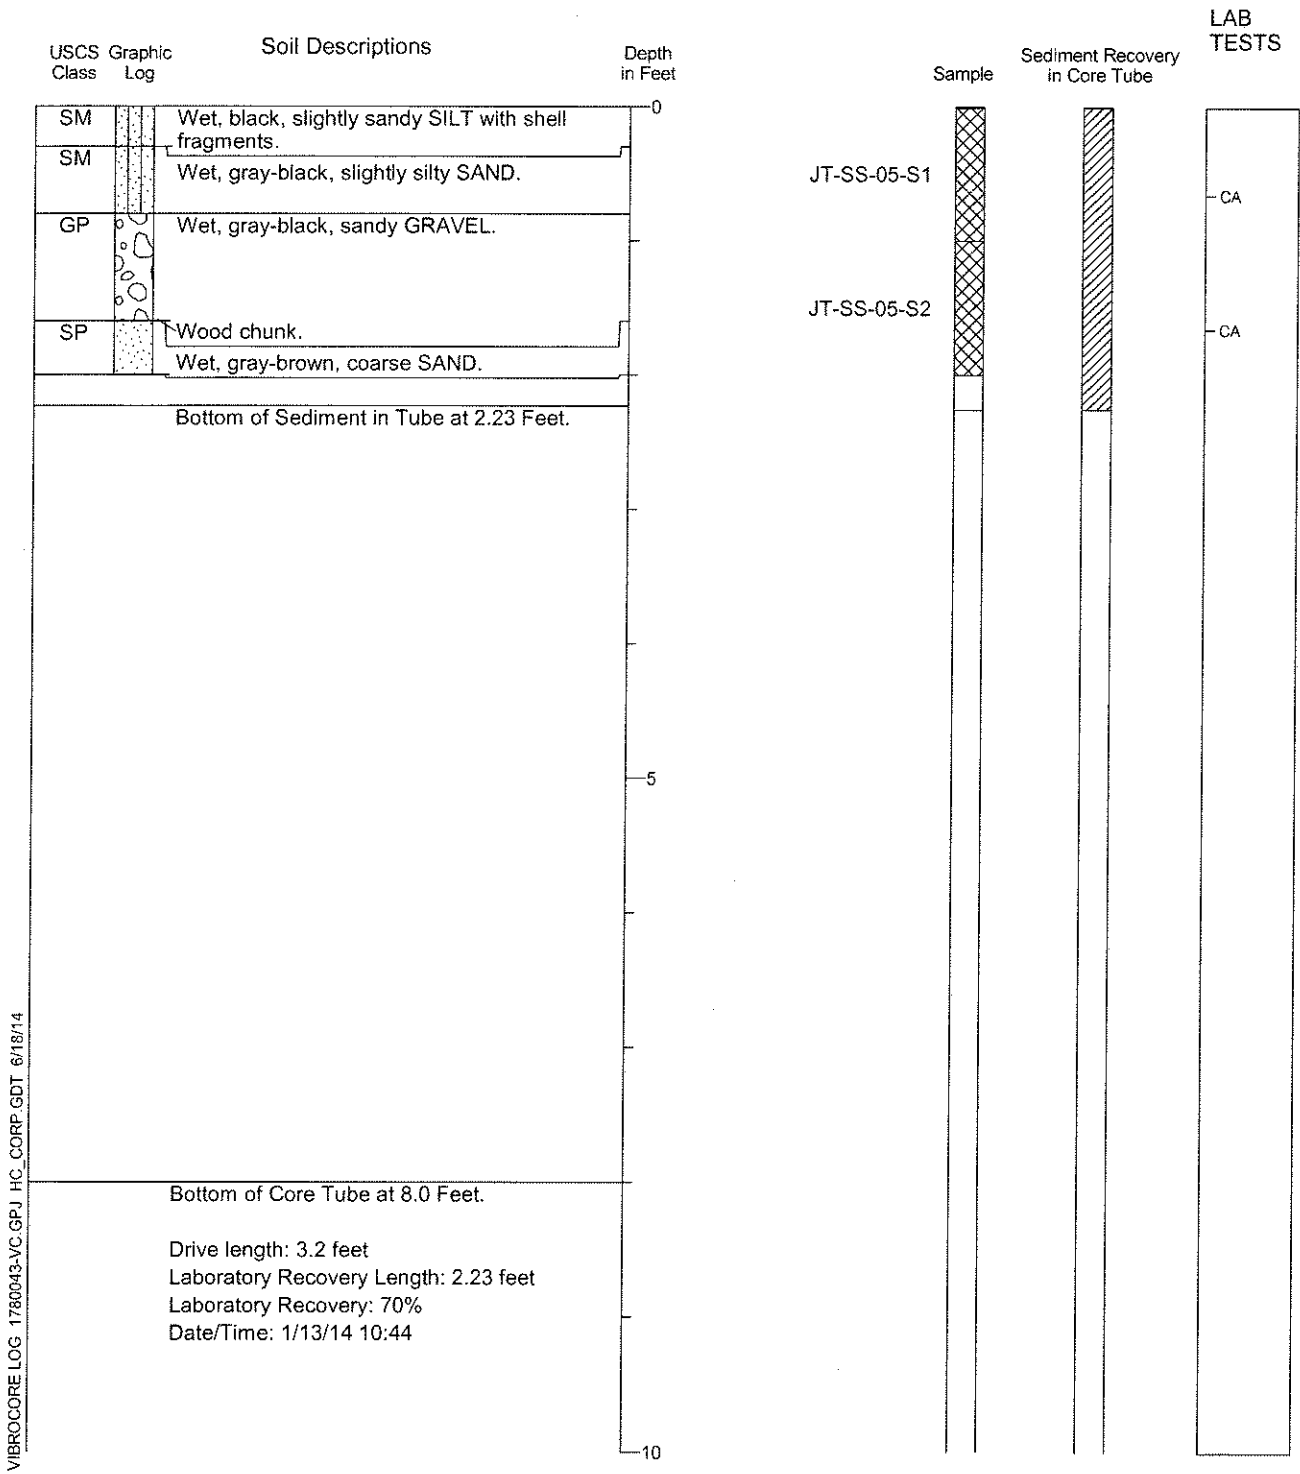 LAB
TESTS
USCS Graphic
Class Log
Soil Descriptions
Depth
in Feet
Sample
Sediment Recovery
in Core Tube
0
SM
Wet, black, slightly sandy SILT with shell
fragments.
SM
Wet, gray-black, slightly silty SAND.
JT-SS-05-S1
CA
GP
Wet, gray-black, sandy GRAVEL.
JT-SS-05-S2
SP
Wood chunk.
CA
Wet, gray-brown, coarse SAND.
Bottom of Sediment in Tube at 2.23 Feet.
5
Bottom of Core Tube at 8.0 Feet.
Drive length: 3.2 feet
Laboratory Recovery Length: 2.23 feet
Laboratory Recovery: 70%
Date/Time: 1/13/14 10:44
10
VIBROCORE LOG 1780043-VC.GPJ HC_CORP.GDT 6/18/14